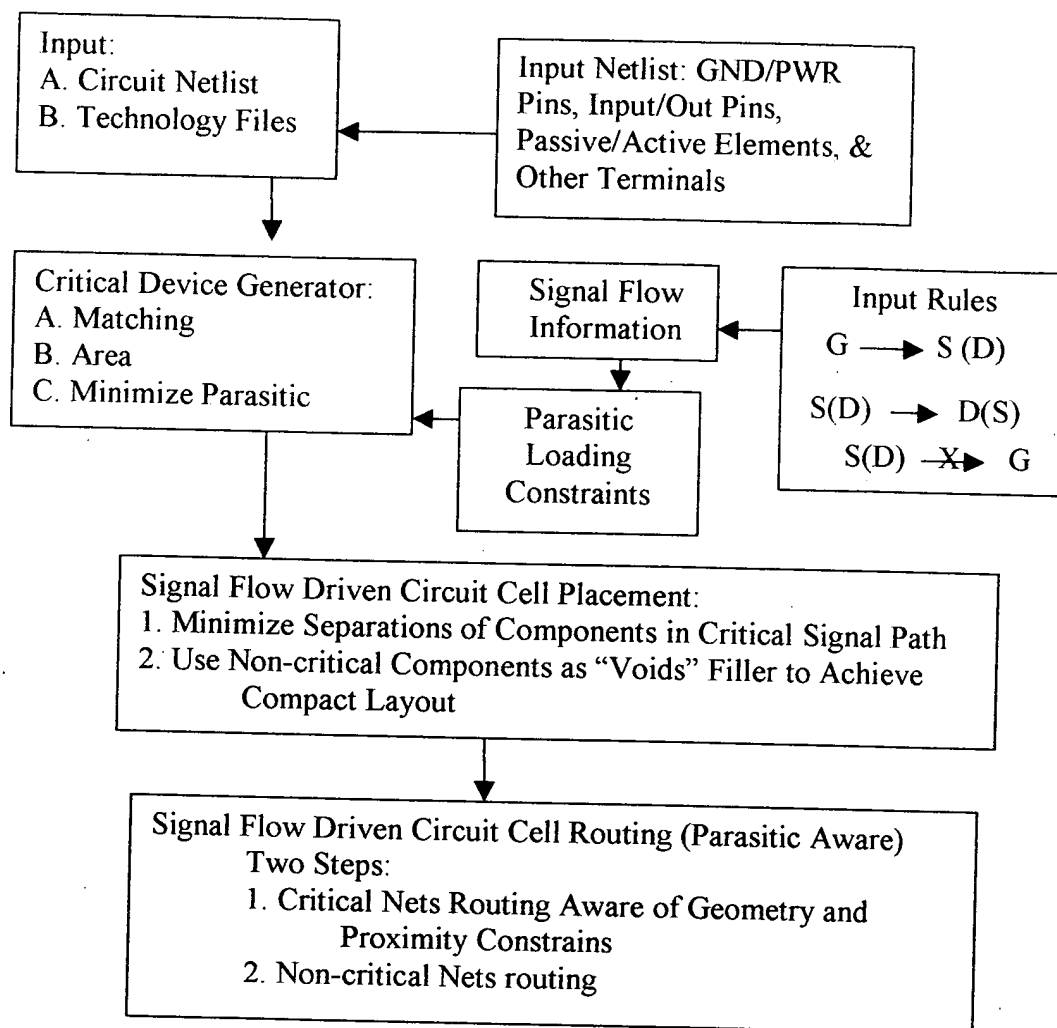 Input:
A. Circuit Netlist
B. Technology Files
Input Netlist: GND/PWR
Pins, Input/Out Pins,
Passive/Active Elements, &
Other Terminals
Critical Device Generator:
A. Matching
B. Area
C. Minimize Parasitic
Signal Flow
Information
Parasitic
Loading
Constraints
Input Rules
G → S (D)
S(D) → D(S)
S(D) X→ G
Signal Flow Driven Circuit Cell Placement:
1. Minimize Separations of Components in Critical Signal Path
2. Use Non-critical Components as “Voids” Filler to Achieve
Compact Layout
Signal Flow Driven Circuit Cell Routing (Parasitic Aware)
Two Steps:
1. Critical Nets Routing Aware of Geometry and
Proximity Constrains
2. Non-critical Nets routing